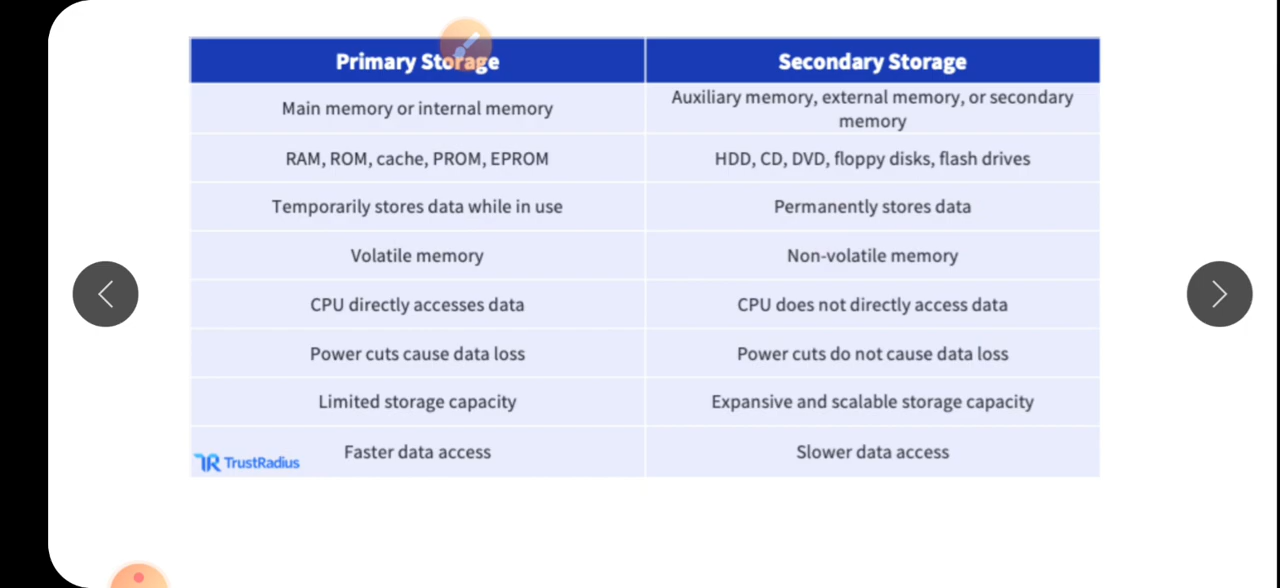 Primary Storage
Secondary Storage
Main memory or internal memory
Auxiliary memory, external memory, or secondary
memory
RAM, ROM, cache, PROM, EPROM
HDD, CD, DVD, floppy disks, flash drives
Temporarily stores data while in use
Permanently stores data
Volatile memory
Non-volatile memory
CPU directly accesses data
CPU does not directly access data
Power cuts cause data loss
Power cuts do not cause data loss
Limited storage capacity
Expansive and scalable storage capacity
Faster data access
Slower data access
TR TrustRadius